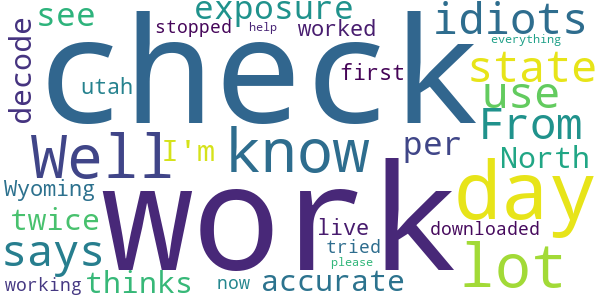 see exposure idiots
stopped help worked everything
decode check first state
utah use
From
Well I'm know per North
Wyoming work day
twice live downloaded
says tried lot
please
working thinks now accurate